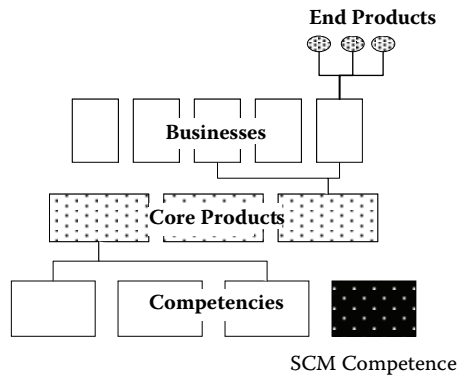 End Products
Businesses
Core Products
Competencies
SCM Competence